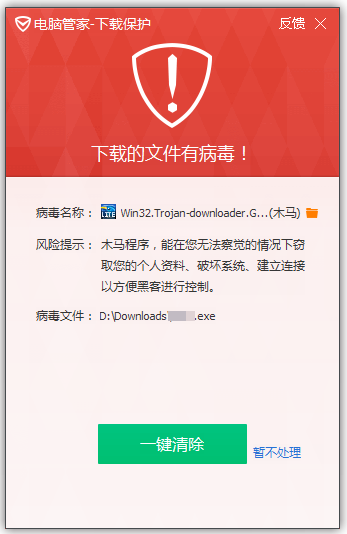 电脑管家-下载保护 反馈
下载的文件有病毒！
病毒名称： LITE Win32.Trojan-downloader.G...(木马)
风险提示： 木马程序，能在您无法察觉的情况下窃
取您的个人资料、破坏系统、建立连接
以方便黑客进行控制。
病毒文件： D:\Downloads\ .exe
一键清除
暂不处理